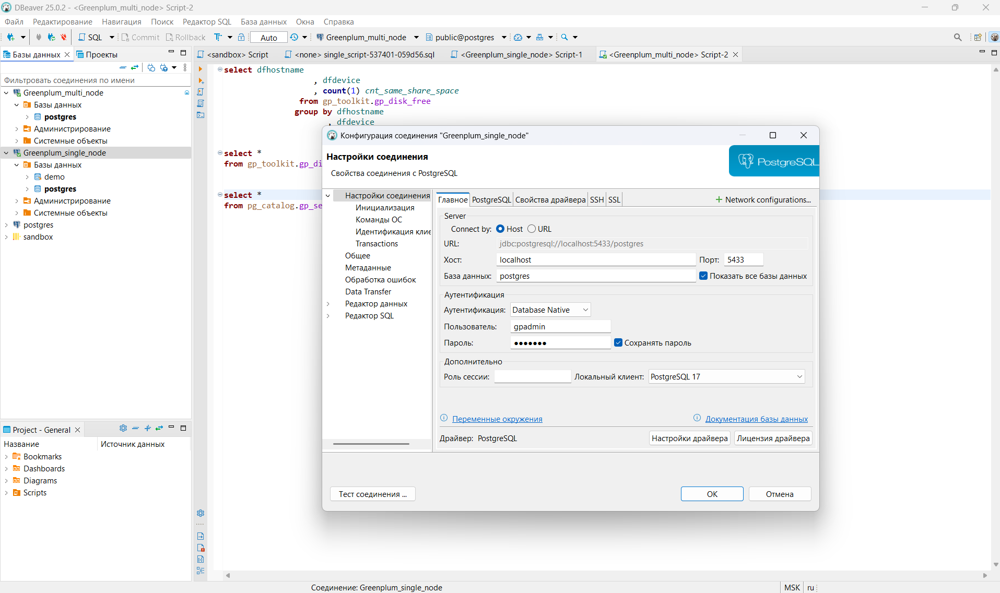 DBeaver 25.0.2 - <Greenplum_multi_node> Script-2
Файл Редактирование Навигация Поиск Редактор SQL База данных Окна Справка
SQL Commit Rollback Auto Greenplum_multi_node public@postgres
Базы данных Проекты
<sandbox> Script <none> single_script-537401-059d56.sql <Greenplum_single_node> Script-1 <Greenplum_multi_node> Script-2
Фильтровать соединения по имени
Greenplum_multi_node
Базы данных
postgres
Администрирование
Системные объекты
Greenplum_single_node
Базы данных
demo
postgres
Администрирование
Системные объекты
postgres
sandbox
select dfhostname
, dfdevice
, count(1) cnt_same_share_space
from gp_toolkit.gp_disk_free
group by dfhostname
, dfdevice
select *
from gp_toolkit.gp_di
select *
from pg_catalog.gp_se
Конфигурация соединения "Greenplum_single_node"
Настройки соединения
Свойства соединения с PostgreSQL
PostgreSQL
Настройки соединения
Инициализация
Команды ОС
Идентификация клие
Transactions
Общее
Метаданные
Обработка ошибок
Data Transfer
Редактор данных
Редактор SQL
Главное PostgreSQL Свойства драйвера SSH SSL Network configurations...
Server
Connect by: Host URL
URL: jdbc:postgresql://localhost:5433/postgres
Хост: localhost Порт: 5433
База данных: postgres Показать все базы данных
Аутентификация
Аутентификация: Database Native
Пользователь: gpadmin
Пароль: ●●●●●●● Сохранять пароль
Дополнительно
Роль сессии: Локальный клиент: PostgreSQL 17
Переменные окружения Документация базы данных
Драйвер: PostgreSQL Настройки драйвера Лицензия драйвера
Тест соединения ... ОК Отмена
Project - General
Название Источник данных
Bookmarks
Dashboards
Diagrams
Scripts
Соединение: Greenplum_single_node MSK ru